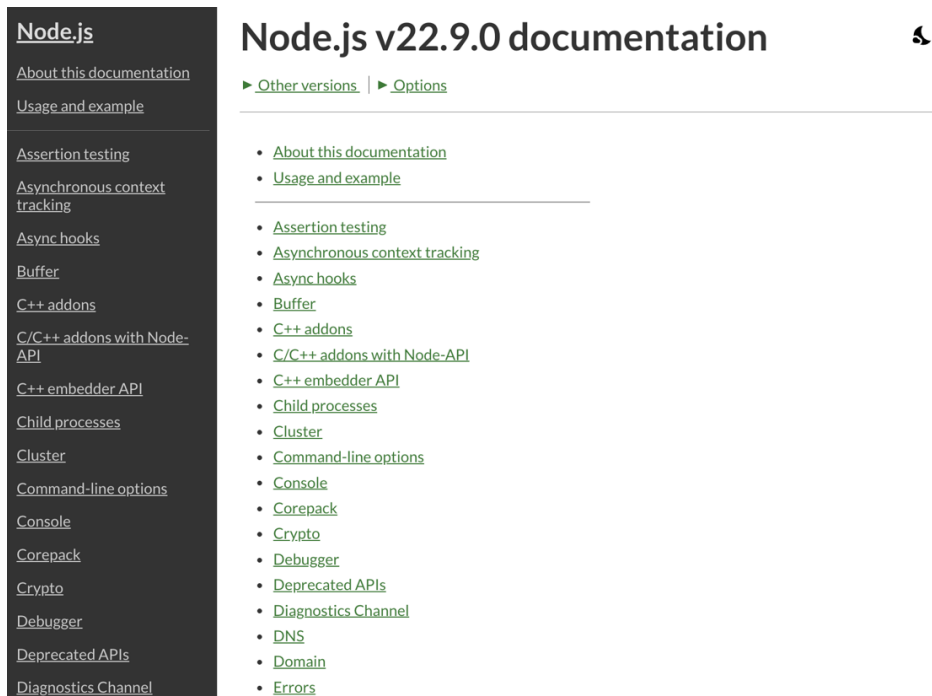 Node.js
About this documentation
Usage and example
Assertion testing
Asynchronous context
tracking
Async hooks
Buffer
C++ addons
C/C++ addons with Node-
API
C++ embedder API
Child processes
Cluster
Command-line options
Console
Corepack
Crypto
Debugger
Deprecated APIs
Diagnostics Channel
Node.js v22.9.0 documentation
► Other versions | ► Options
• About this documentation
• Usage and example
• Assertion testing
• Asynchronous context tracking
• Async hooks
• Buffer
• C++ addons
• C/C++ addons with Node-API
• C++ embedder API
• Child processes
• Cluster
• Command-line options
• Console
• Corepack
• Crypto
• Debugger
• Deprecated APIs
• Diagnostics Channel
• DNS
• Domain
• Errors